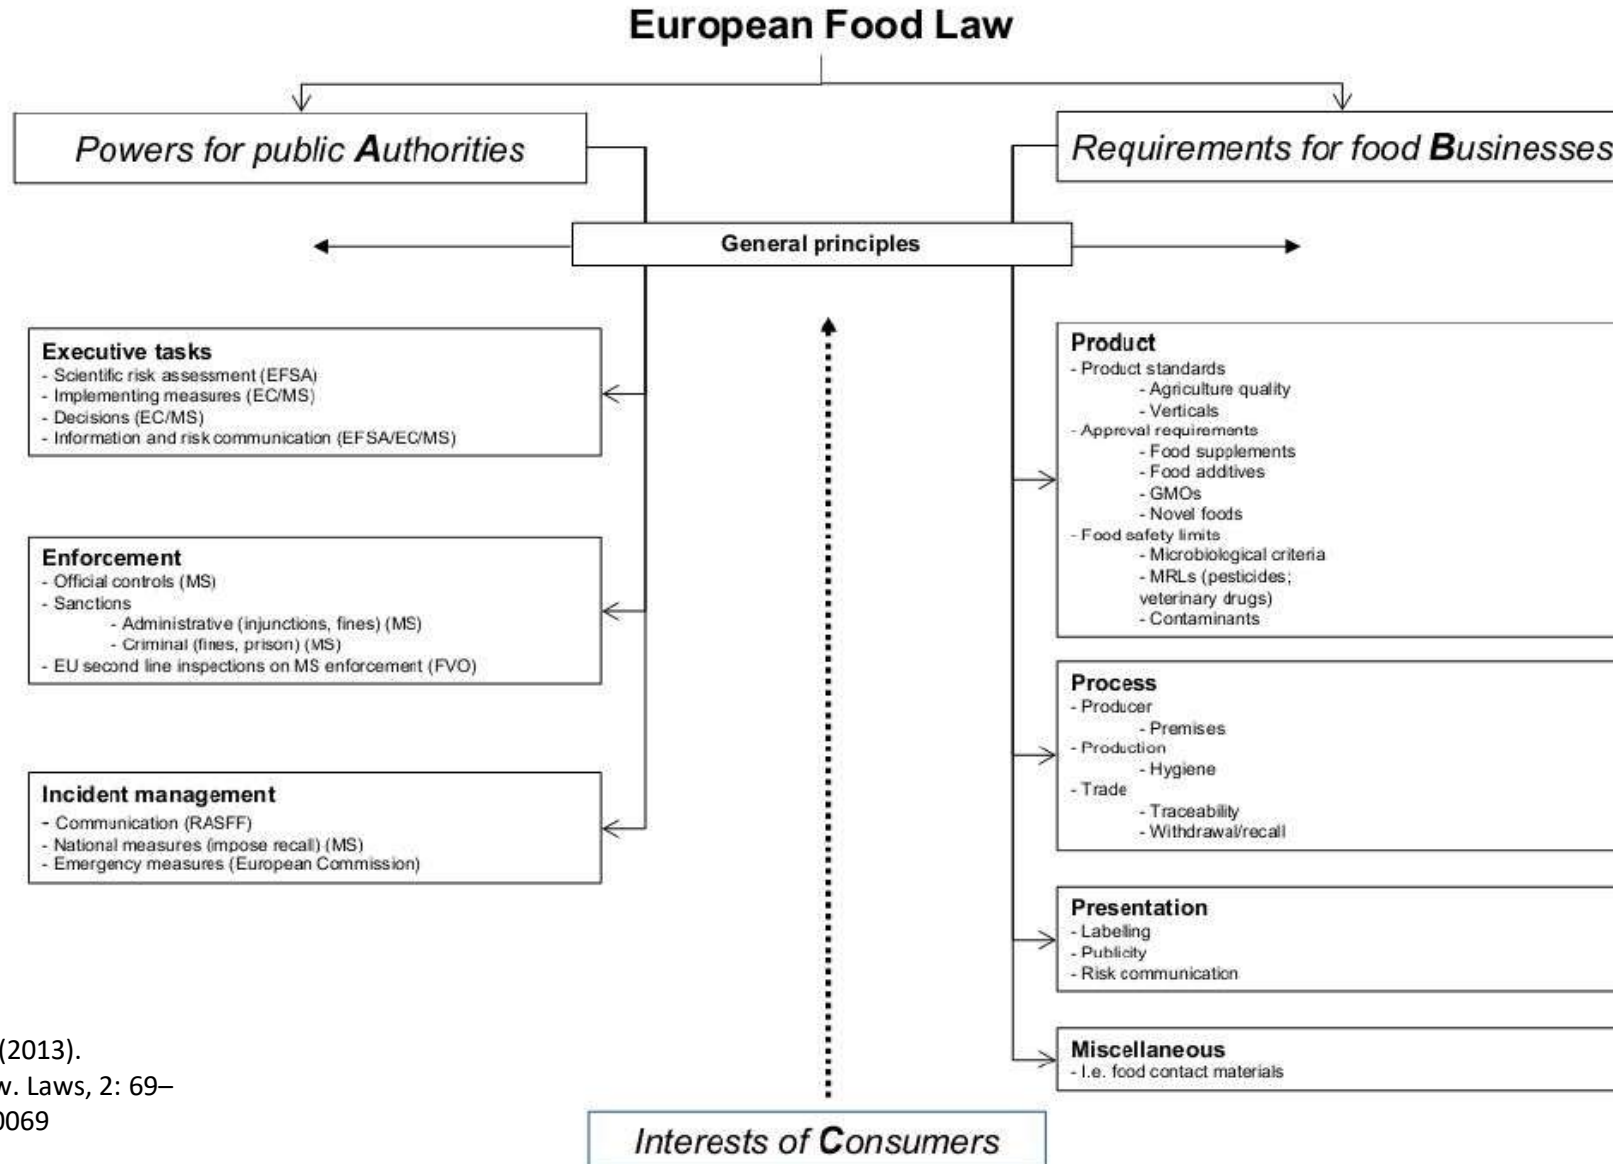 European Food Law
Powers for public Authorities
Requirements for food Businesses
General principles
Executive tasks
- Scientific risk assessment (EFSA)
- Implementing measures (EC/MS)
- Decisions (EC/MS)
- Information and risk communication (EFSA/EC/MS)
Enforcement
- Official controls (MS)
- Sanctions
- Administrative (injunctions, fines) (MS)
- Criminal (fines, prison) (MS)
- EU second line inspections on MS enforcement (FVO)
Incident management
- Communication (RASFF)
- National measures (impose recall) (MS)
- Emergency measures (European Commission)
Product
- Product standards
- Agriculture quality
- Verticals
- Approval requirements
- Food supplements
- Food additives
- GMOs
- Novel foods
- Food safety limits
- Microbiological criteria
- MRLs (pesticides;
veterinary drugs)
- Contaminants
Process
- Producer
- Premises
- Production
- Hygiene
- Trade
- Traceability
- Withdrawal/recall
Presentation
- Labelling
- Publicity
- Risk communication
Miscellaneous
- I.e. food contact materials
(2013).
w. Laws, 2: 69–
0069
Interests of Consumers